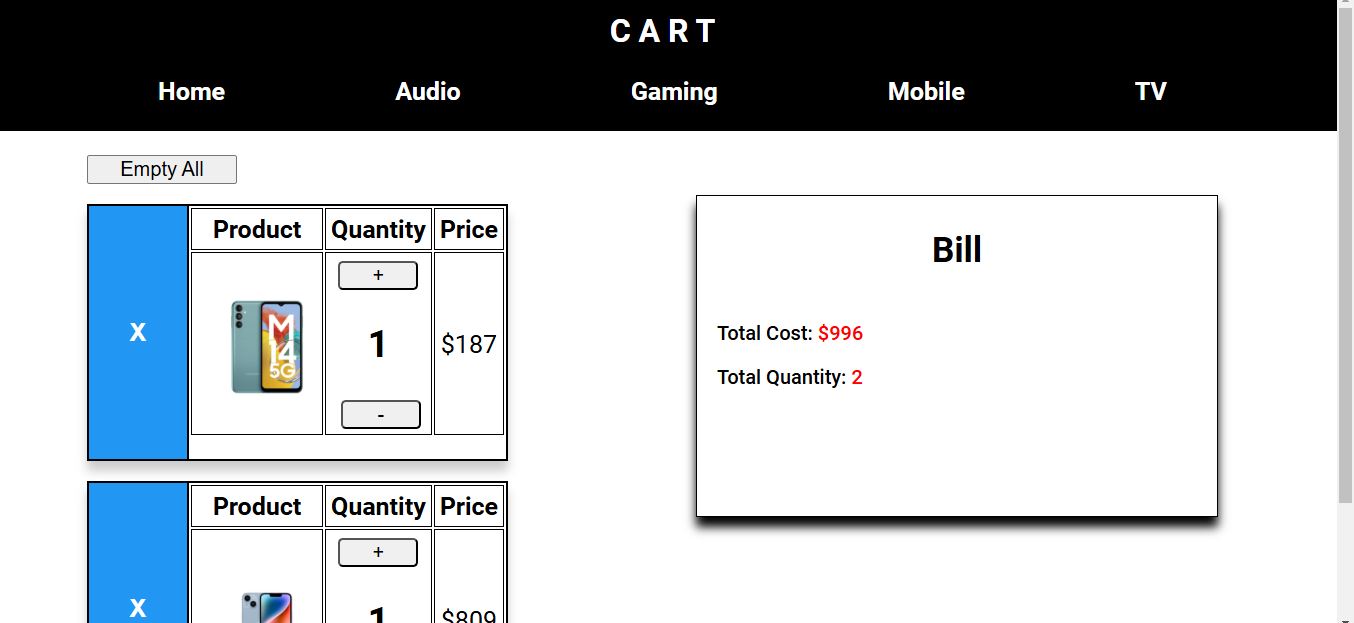 CART
Home Audio Gaming Mobile TV
Empty All
X
Product Quantity Price
+
M
14
5G
1
$187
-
X
Product Quantity Price
+
1
$809
Bill
Total Cost: $996
Total Quantity: 2